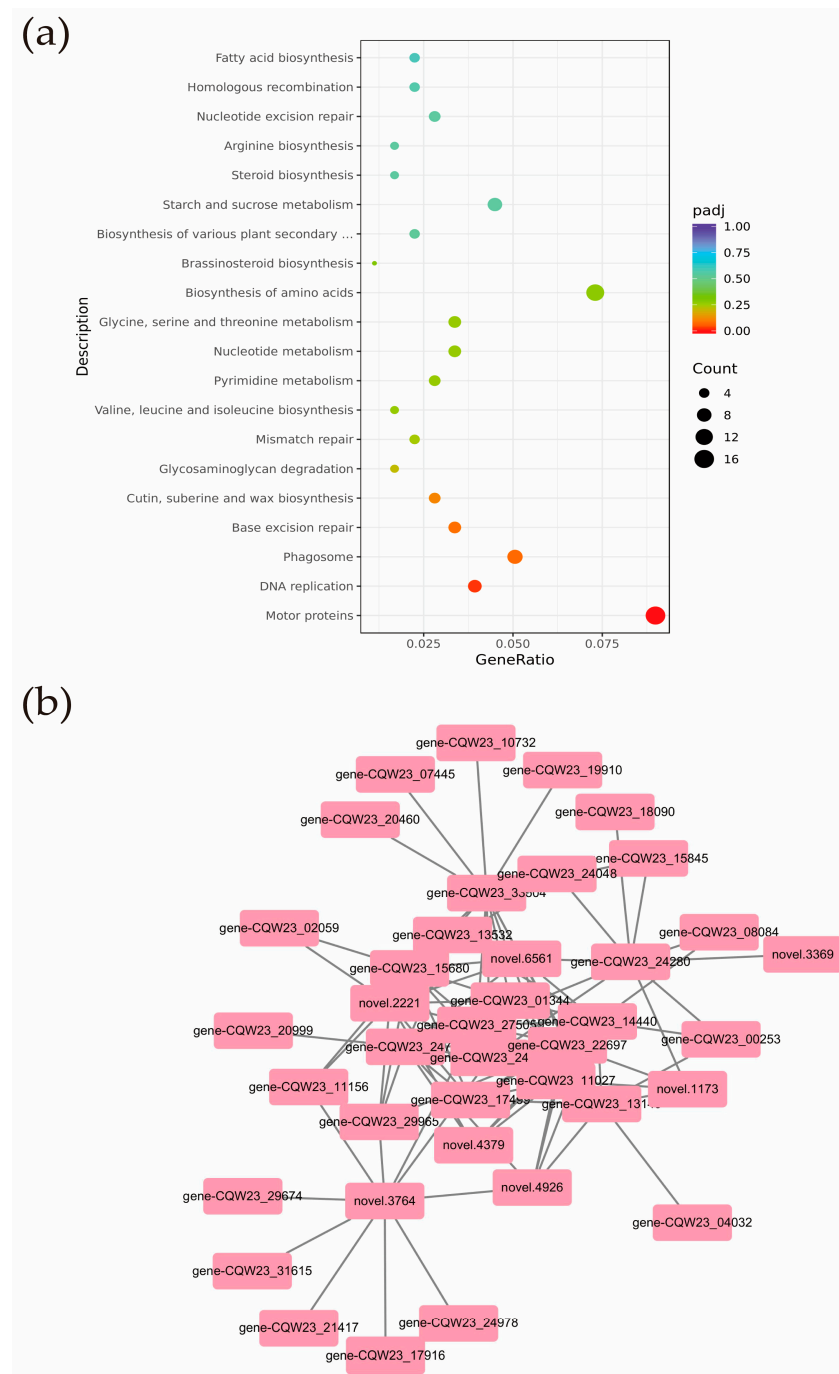 (a)
Fatty acid biosynthesis
Homologous recombination
Nucleotide excision repair
Arginine biosynthesis
Steroid biosynthesis
Starch and sucrose metabolism
Biosynthesis of various plant secondary ...
Brassinosteroid biosynthesis
Biosynthesis of amino acids
Glycine, serine and threonine metabolism
Nucleotide metabolism
Pyrimidine metabolism
Valine, leucine and isoleucine biosynthesis
Mismatch repair
Glycosaminoglycan degradation
Cutin, suberine and wax biosynthesis
Base excision repair
Phagosome
DNA replication
Motor proteins
Description
0.025 0.050 0.075
GeneRatio
padj
1.00
0.75
0.50
0.25
0.00
Count
4
8
12
16
(b)
gene-CQW23_10732
gene-CQW23_07445
gene-CQW23_19910
gene-CQW23_20460
gene-CQW23_18090
gene-CQW23_15845
gene-CQW23_24048
gene-CQW23_02059
gene-CQW23_13532
gene-CQW23_08084
novel.3369
novel.6561
gene-CQW23_24280
gene-CQW23_15680
novel.2221
gene-CQW23_01344
gene-CQW23_14440
gene-CQW23_20999
gene-CQW23_00253
gene-CQW23_22697
gene-CQW23_24
gene-CQW23_11156
gene-CQW23_11027
novel.1173
gene-CQW23_29965
novel.4379
novel.4926
gene-CQW23_29674
novel.3764
gene-CQW23_04032
gene-CQW23_31615
gene-CQW23_21417
gene-CQW23_24978
gene-CQW23_17916